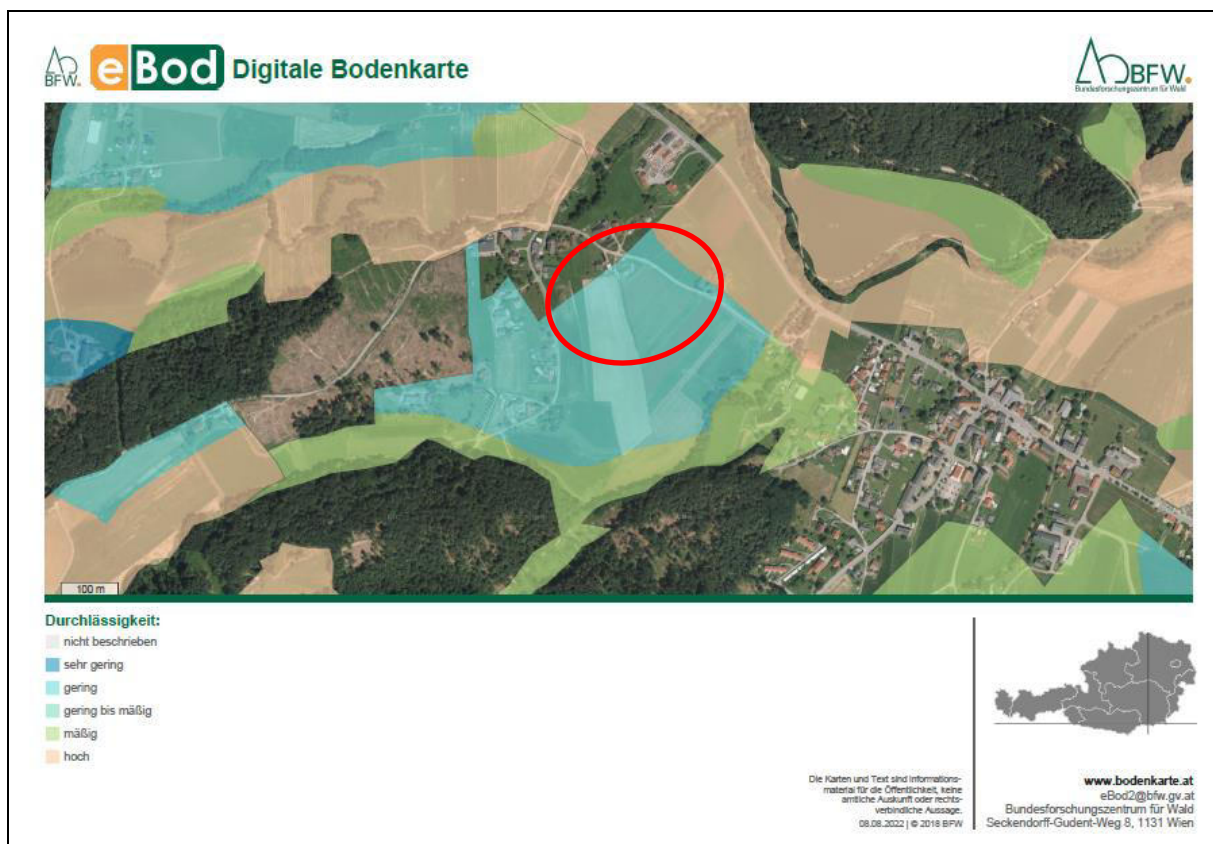 BFW.
eBod Digitale Bodenkarte
BFW.
Bundesforschungszentrum für Wald
100 m
Durchlässigkeit:
nicht beschrieben
sehr gering
gering
gering bis mäßig
mäßig
hoch
Die Karten und Text sind Informations-
material für die Öffentlichkeit, keine
amtliche Auskunft oder rechts-
verbindliche Aussage.
08.08.2022 | © 2018 BFW
www.bodenkarte.at
eBod2@bfw.gv.at
Bundesforschungszentrum für Wald
Seckendorff-Gudent-Weg 8, 1131 Wien